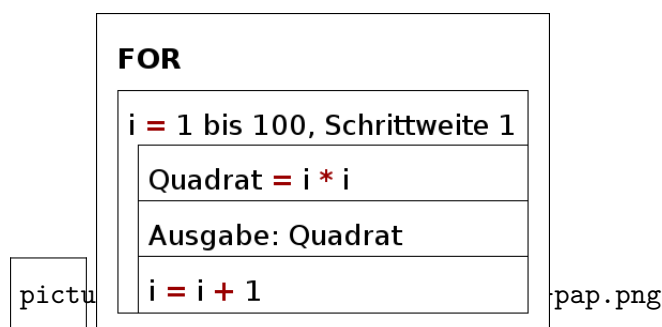 FOR
i = 1 bis 100, Schrittweite 1
Quadrat = i * i
Ausgabe: Quadrat
i = i + 1
pictu
-pap.png